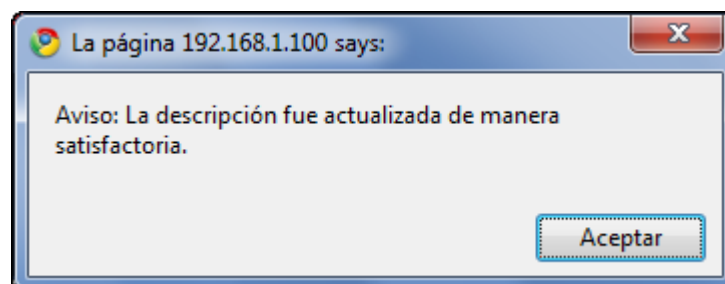 La página 192.168.1.100 says:
Aviso: La descripción fue actualizada de manera
satisfactoria.
Aceptar